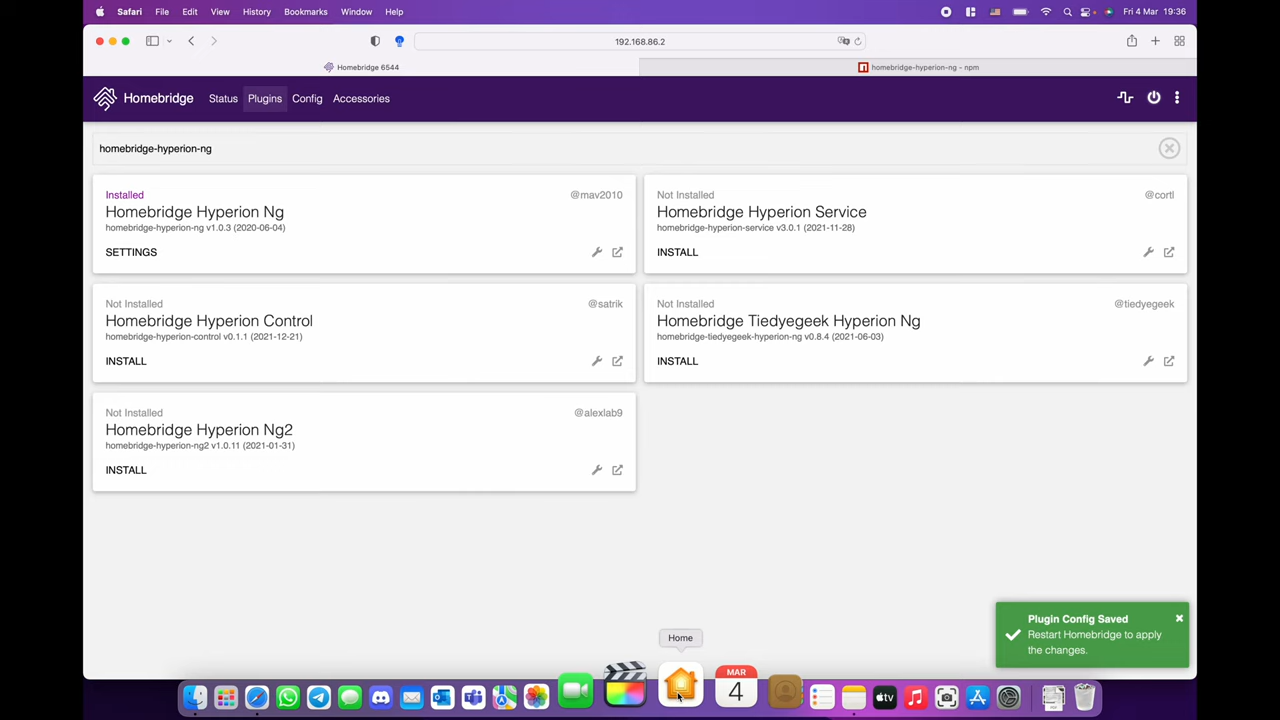 Safari File Edit View History Bookmarks Window Help Fri 4 Mar 19:36
192.168.86.2
Homebridge 6544 homebridge-hyperion-ng - npm
Homebridge Status Plugins Config Accessories
homebridge-hyperion-ng
Installed @mav2010
Homebridge Hyperion Ng
homebridge-hyperion-ng v1.0.3 (2020-06-04)
SETTINGS
Not Installed @cortl
Homebridge Hyperion Service
homebridge-hyperion-service v3.0.1 (2021-11-28)
INSTALL
Not Installed @satrik
Homebridge Hyperion Control
homebridge-hyperion-control v0.1.1 (2021-12-21)
INSTALL
Not Installed @tiedyegeek
Homebridge Tiedyegeek Hyperion Ng
homebridge-tiedyegeek-hyperion-ng v0.8.4 (2021-06-03)
INSTALL
Not Installed @alexlab9
Homebridge Hyperion Ng2
homebridge-hyperion-ng2 v1.0.11 (2021-01-31)
INSTALL
Plugin Config Saved
Restart Homebridge to apply
the changes.
Home
MAR
4
tv